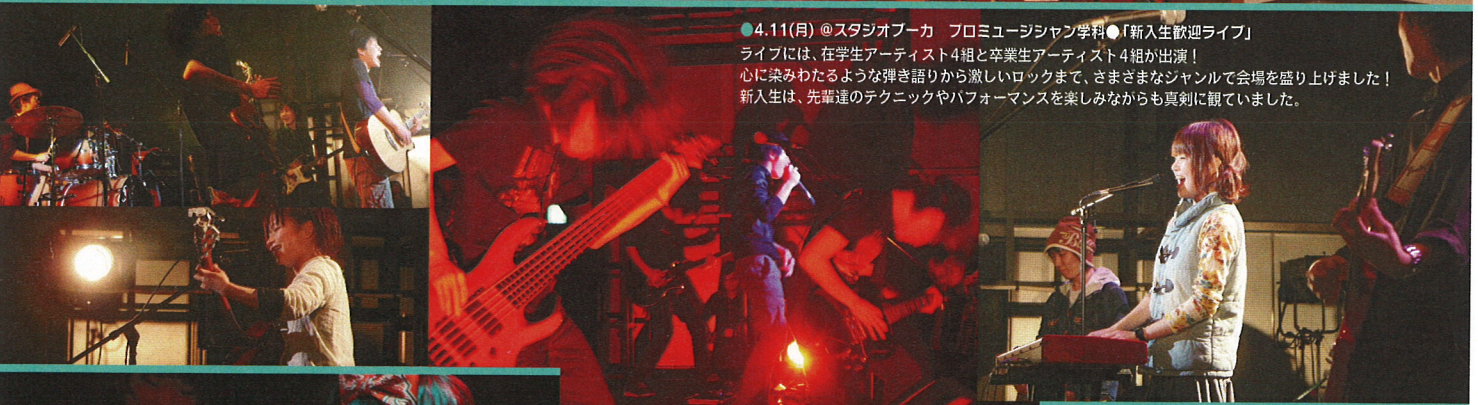 ●4.11(月) @スタジオブーカ　プロミュージシャン学科●「新入生歓迎ライブ」
ライブには、在学生アーティスト4組と卒業生アーティスト4組が出演！
心に染みわたるような弾き語りから激しいロックまで、さまざまなジャンルで会場を盛り上げました！
新入生は、先輩達のテクニックやパフォーマンスを楽しみながらも真剣に観ていました。